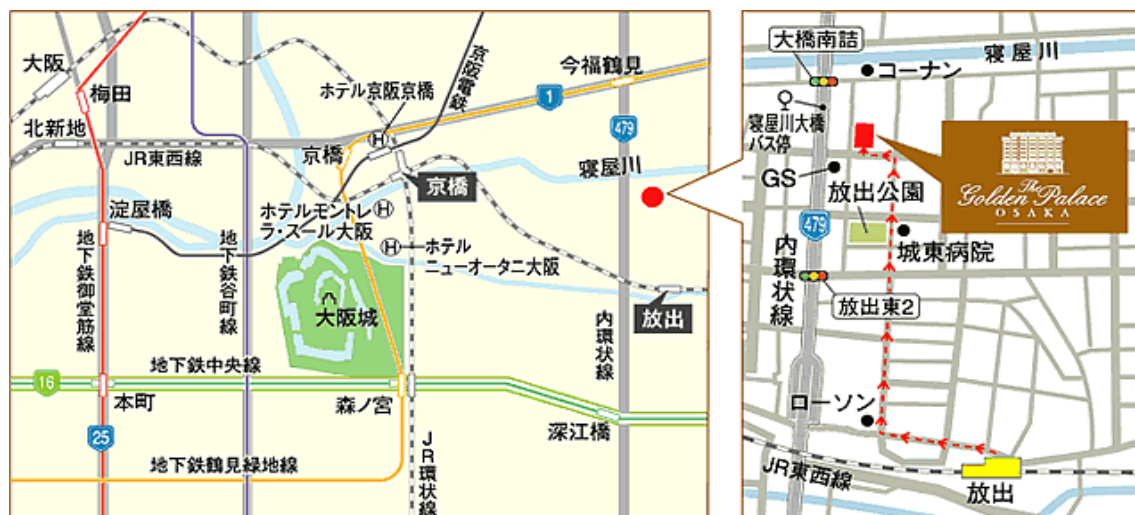 大阪
梅田
北新地
JR東西線
淀屋橋
地下鉄御堂筋線
地下鉄谷町線
京阪電鉄
ホテル京阪京橋
H
京橋
京橋
1
今福鶴見
479
寝屋川
ホテルモントレ
ラ・スール大阪
H
H
ホテル
ニューオータニ大阪
大阪城
放出
内環状線
16
地下鉄中央線
本町
森ノ宮
深江橋
25
地下鉄鶴見緑地線
JR環状線
大橋南詰
寝屋川
コーナン
寝屋川大橋
バス停
GS
放出公園
The
Golden Palace
OSAKA
479
城東病院
内環状線
放出東2
ローソン
JR東西線
放出